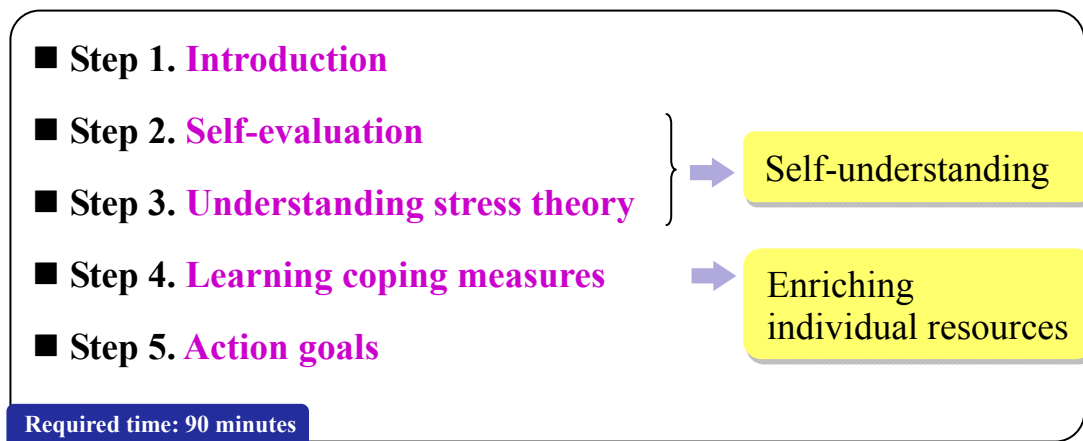 ■ Step 1. Introduction
■ Step 2. Self-evaluation
■ Step 3. Understanding stress theory
Self-understanding
■ Step 4. Learning coping measures
Enriching
individual resources
■ Step 5. Action goals
Required time: 90 minutes